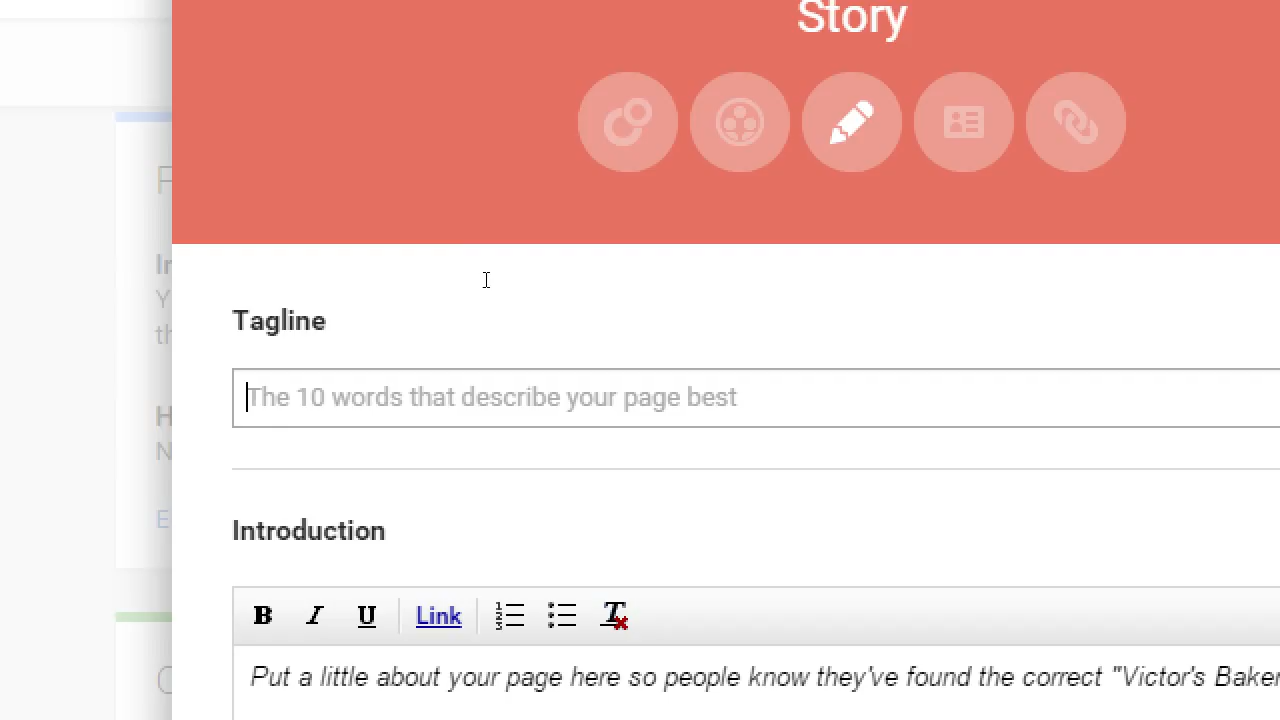 Story
Tagline
The 10 words that describe your page best
Introduction
B I U Link
Put a little about your page here so people know they've found the correct "Victor's